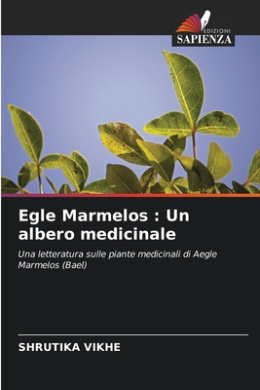 EDIZIONI
SAPIENZA
Egle Marmelos : Un
albero medicinale
Una letteratura sulle piante medicinali di Aegle
Marmelos (Bael)
SHRUTIKA VIKHE